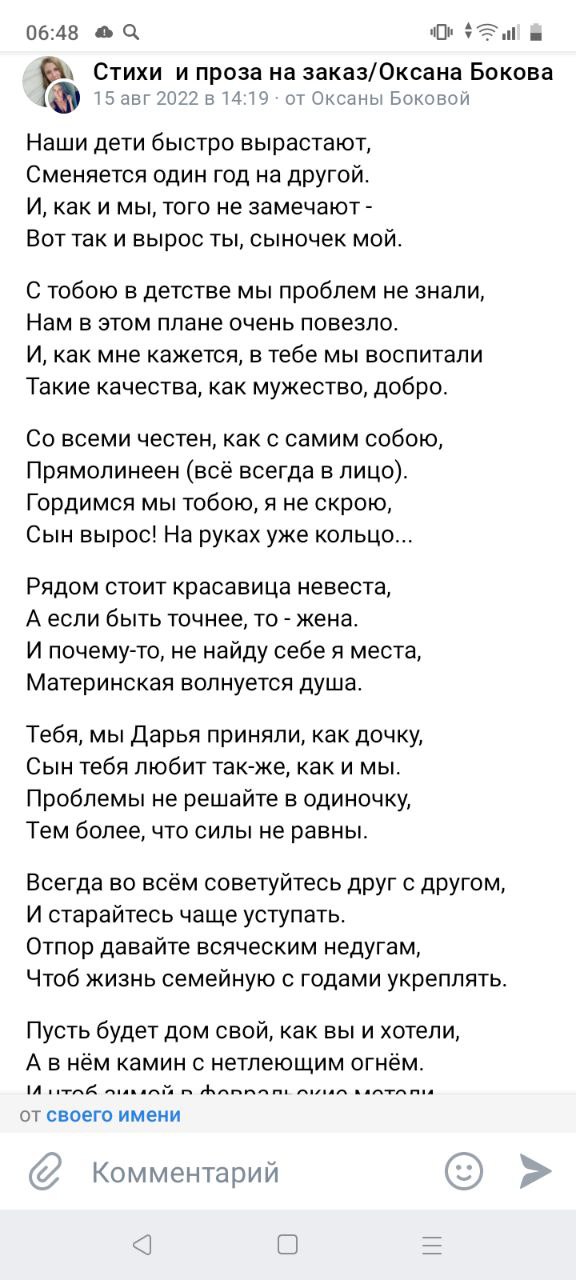 06:48
Стихи и проза на заказ/Оксана Бокова
15 авг 2022 в 14:19 · от Оксаны Боковой
Наши дети быстро вырастают,
Сменяется один год на другой.
И, как и мы, того не замечают -
Вот так и вырос ты, сыночек мой.
С тобою в детстве мы проблем не знали,
Нам в этом плане очень повезло.
И, как мне кажется, в тебе мы воспитали
Такие качества, как мужество, добро.
Со всеми честен, как с самим собою,
Прямолинеен (всё всегда в лицо).
Гордимся мы тобою, я не скрою,
Сын вырос! На руках уже кольцо...
Рядом стоит красавица невеста,
А если быть точнее, то - жена.
И почему-то, не найду себе я места,
Материнская волнуется душа.
Тебя, мы Дарья приняли, как дочку,
Сын тебя любит так-же, как и мы.
Проблемы не решайте в одиночку,
Тем более, что силы не равны.
Всегда во всём советуйтесь друг с другом,
И старайтесь чаще уступать.
Отпор давайте всяческим недугам,
Чтоб жизнь семейную с годами укреплять.
Пусть будет дом свой, как вы и хотели,
А в нём камин с нетлеющим огнём.
И чтоб зимой в февральские метели
от своего имени
Комментарий